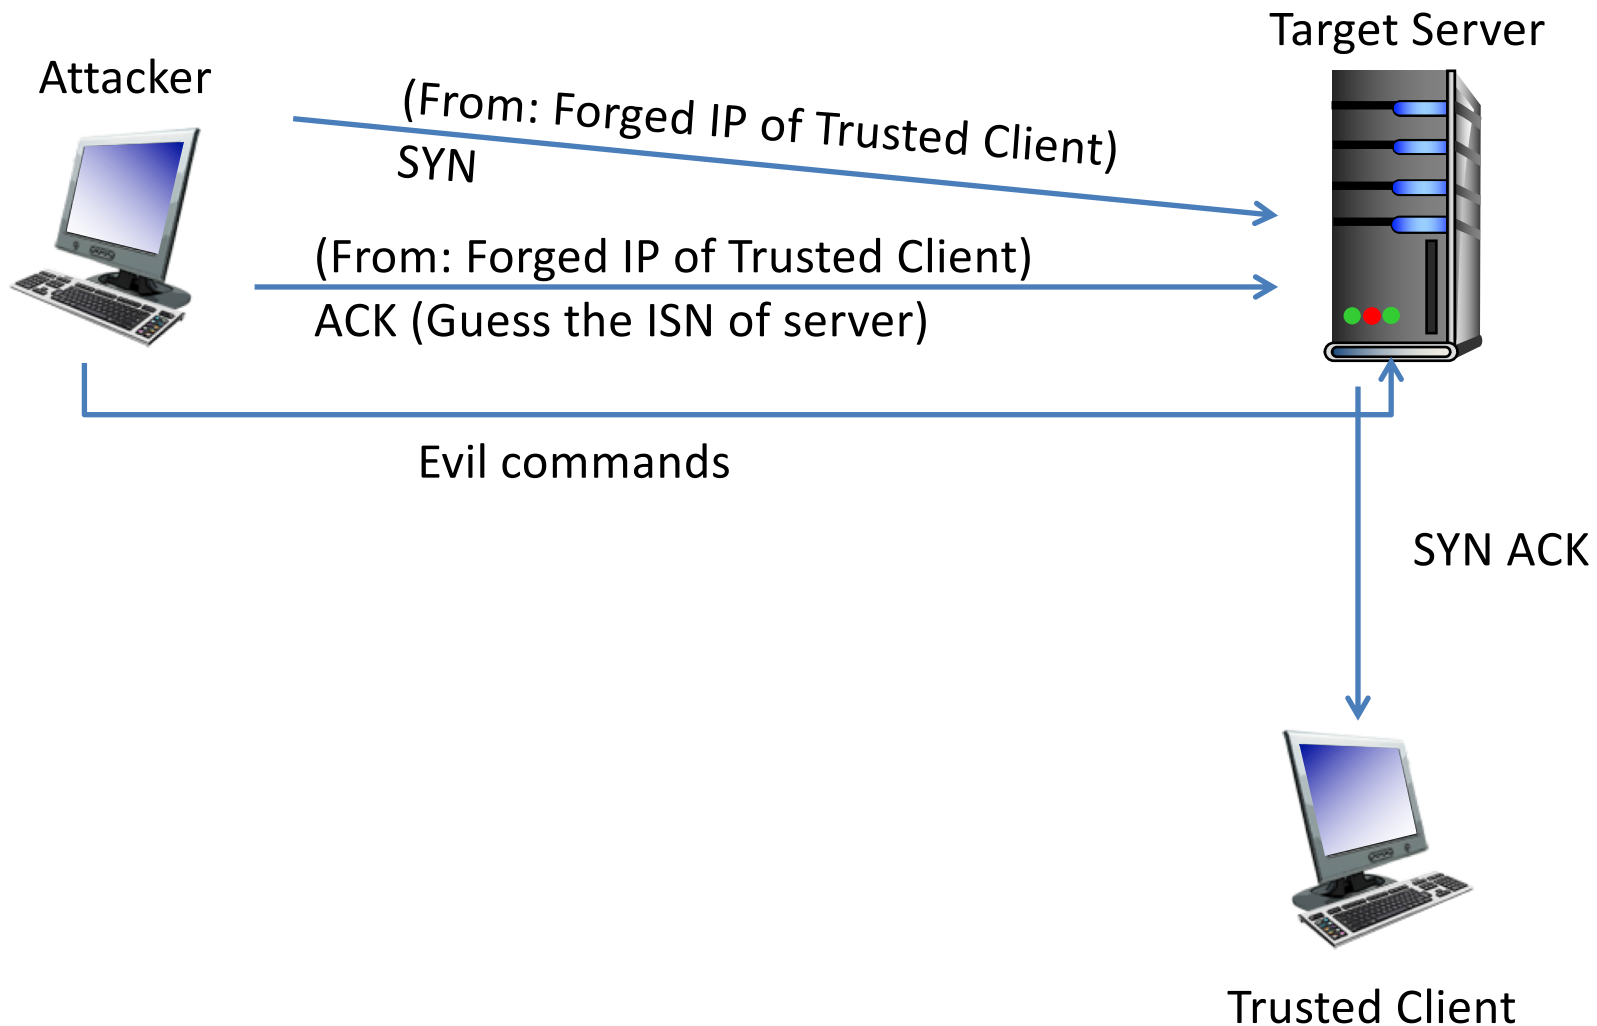 Target Server
Attacker
(From: Forged IP of Trusted Client)
SYN
(From: Forged IP of Trusted Client)
ACK (Guess the ISN of server)
Evil commands
SYN ACK
Trusted Client